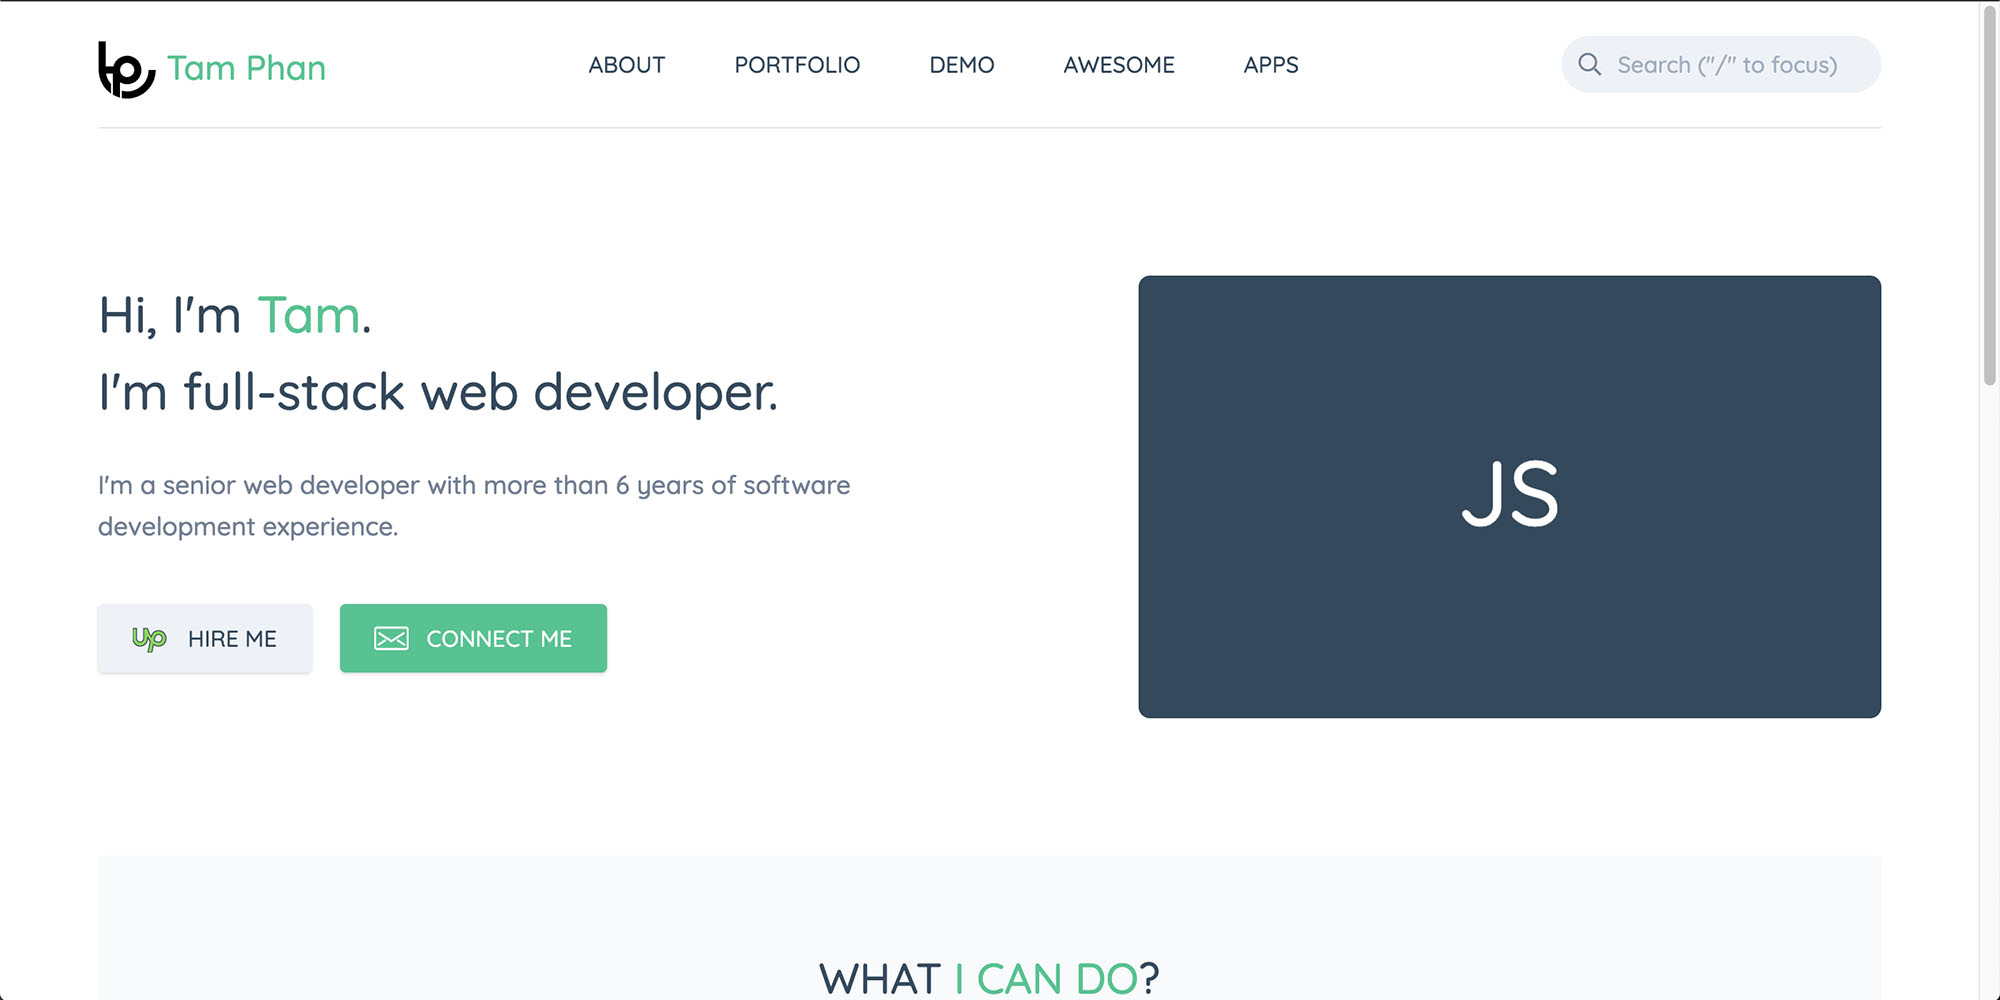 Tam Phan
ABOUT PORTFOLIO DEMO AWESOME APPS
Search ("/" to focus)
Hi, I'm Tam.
I'm full-stack web developer.
I'm a senior web developer with more than 6 years of software
development experience.
up HIRE ME
CONNECT ME
JS
WHAT I CAN DO?